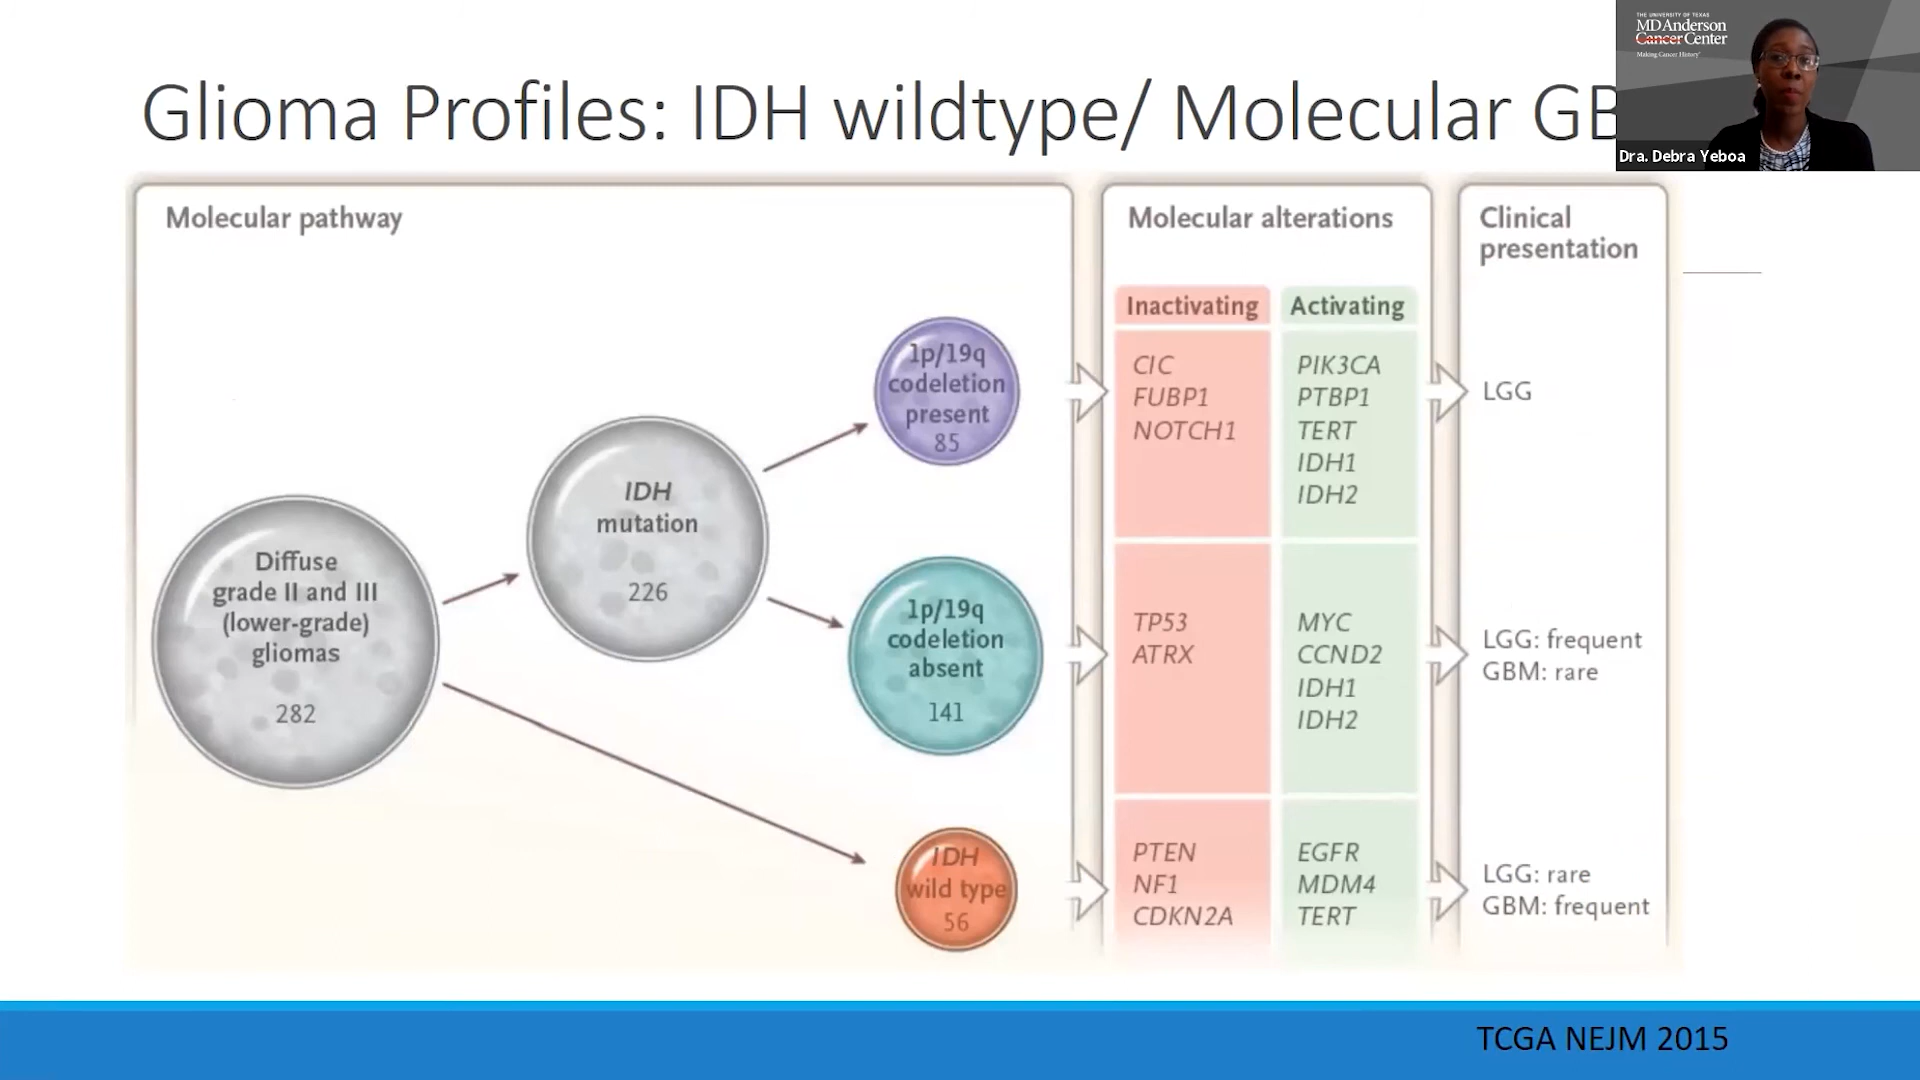 Glioma Profiles: IDH wildtype/ Molecular GB
THE UNIVERSITY OF TEXAS
MD Anderson
Cancer Center
Making Cancer History®
Dra. Debra Yeboa
Molecular pathway
Diffuse
grade II and III
(lower-grade)
gliomas
282
IDH
mutation
226
1p/19q
codeletion
present
85
1p/19q
codeletion
absent
141
IDH
wild type
56
Molecular alterations
Inactivating
CIC
FUBP1
NOTCH1
TP53
ATRX
PTEN
NF1
CDKN2A
Activating
PIK3CA
PTBP1
TERT
IDH1
IDH2
MYC
CCND2
IDH1
IDH2
EGFR
MDM4
TERT
Clinical
presentation
LGG
LGG: frequent
GBM: rare
LGG: rare
GBM: frequent
TCGA NEJM 2015